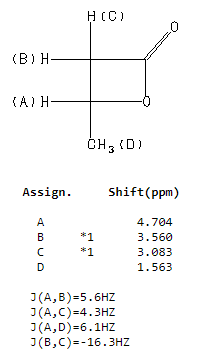 H(C)
O
(B) H
(A) H
O
CH3 (D)
Assign. Shift(ppm)
A 4.704
B *1 3.560
C *1 3.083
D 1.563
J(A,B)=5.6HZ
J(A,C)=4.3HZ
J(A,D)=6.1HZ
J(B,C)=-16.3HZ